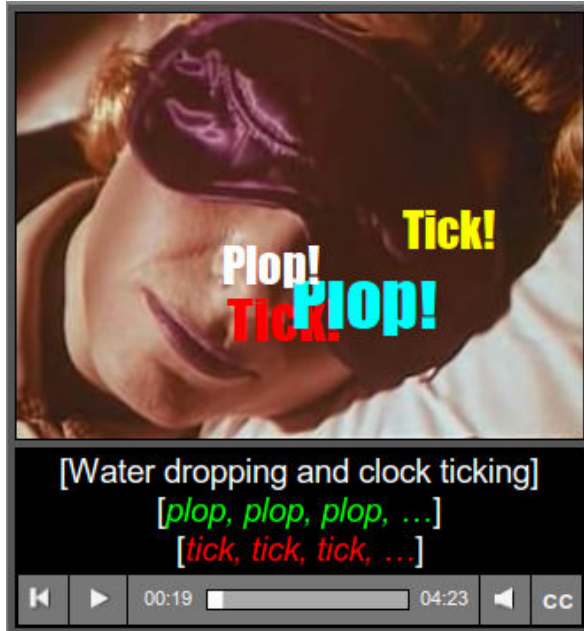 Tick!
Plop!
Plop!
Tick!
[Water dropping and clock ticking]
[plop, plop, plop, …]
[tick, tick, tick, …]
00:19 04:23 CC